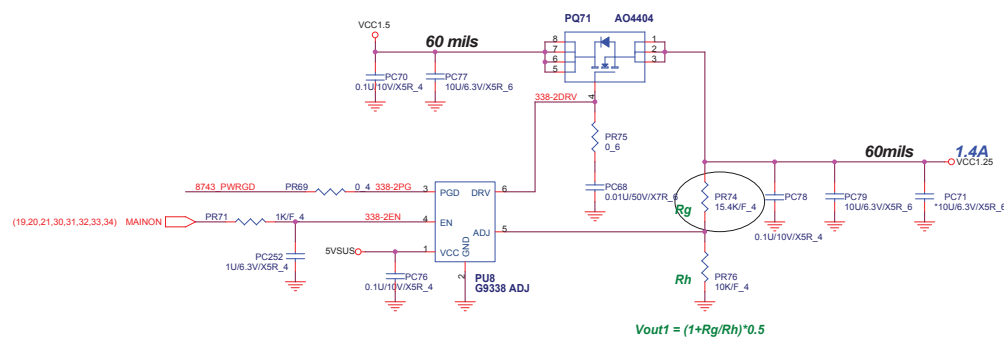 PQ71 AO4404
VCC1.5
60 mils
8
7
6
5
1
2
3
4
PC70
0.1U/10V/X5R_4
PC77
10U/6.3V/X5R_6
338-2DRV
PR75
0_6
PC68
0.01U/50V/X7R_6
60mils
1.4A
VCC1.25
8743_PWRGD
PR69
0_4
338-2PG
3
PGD
DRV
6
(19,20,21,30,31,32,33,34)
MAINON
PR71
1K/F_4
338-2EN
4
EN
ADJ
5
5VSUS
1
VCC
GND
2
PC252
1U/6.3V/X5R_4
PC76
0.1U/10V/X5R_4
PU8
G9338 ADJ
Rg
PR74
15.4K/F_4
PC78
0.1U/10V/X5R_4
PC79
10U/6.3V/X5R_6
PC71
*10U/6.3V/X5R_6
Rh
PR76
10K/F_4
Vout1 = (1+Rg/Rh)*0.5